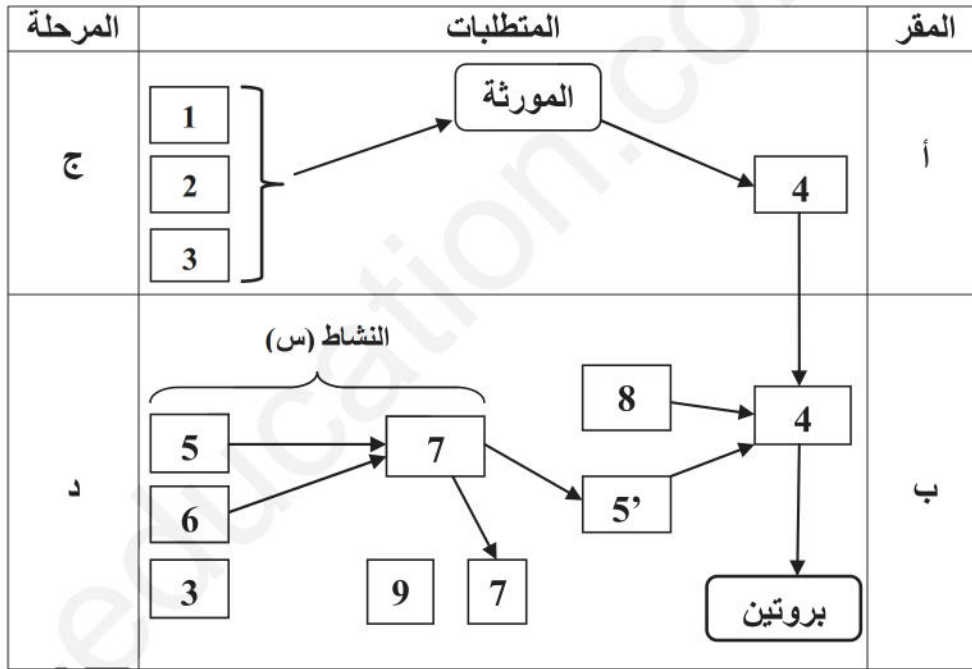 المقر المتطلبات المرحلة
أ
المورثة
1
2
3
4
ج
ب
النشاط (س)
8
4
5
7
6
5’
3
9
7
بروتين
د